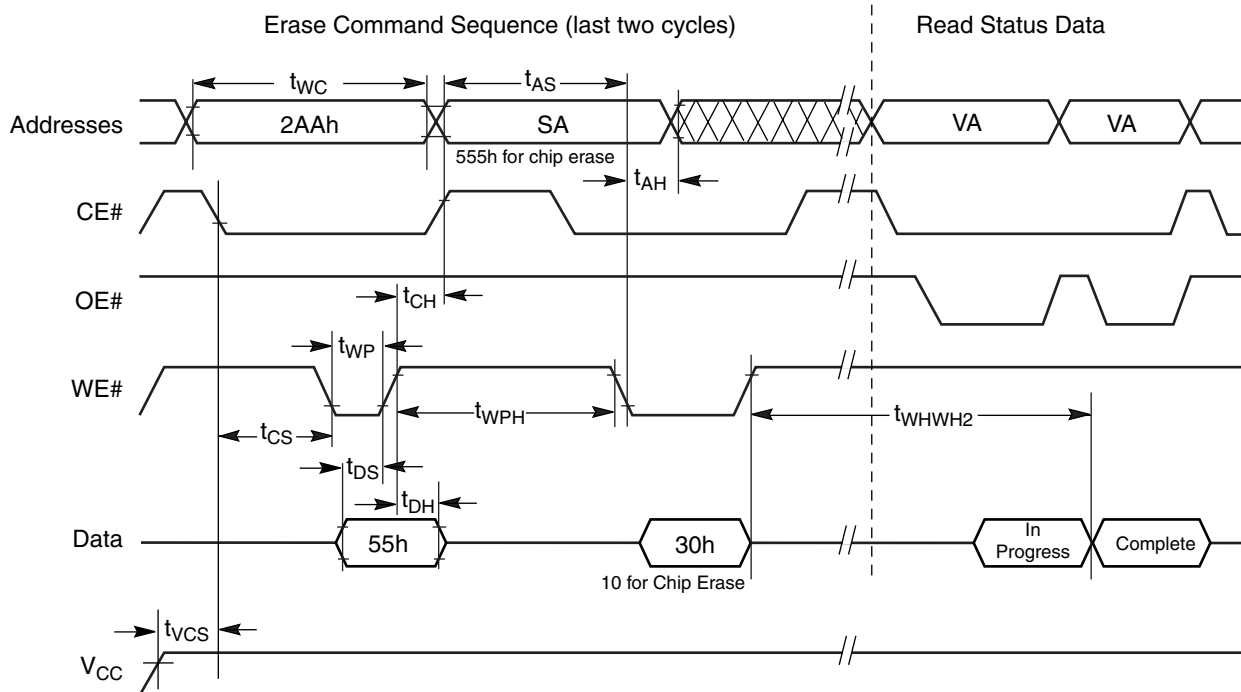 Erase Command Sequence (last two cycles)
Read Status Data
tWC
tAS
Addresses
2AAh
SA
VA
VA
555h for chip erase
tAH
CE#
OE#
tCH
tWP
WE#
tWPH
tWHWH2
tCS
tDS
tDH
Data
55h
30h
In
Progress
Complete
10 for Chip Erase
tVCS
VCC